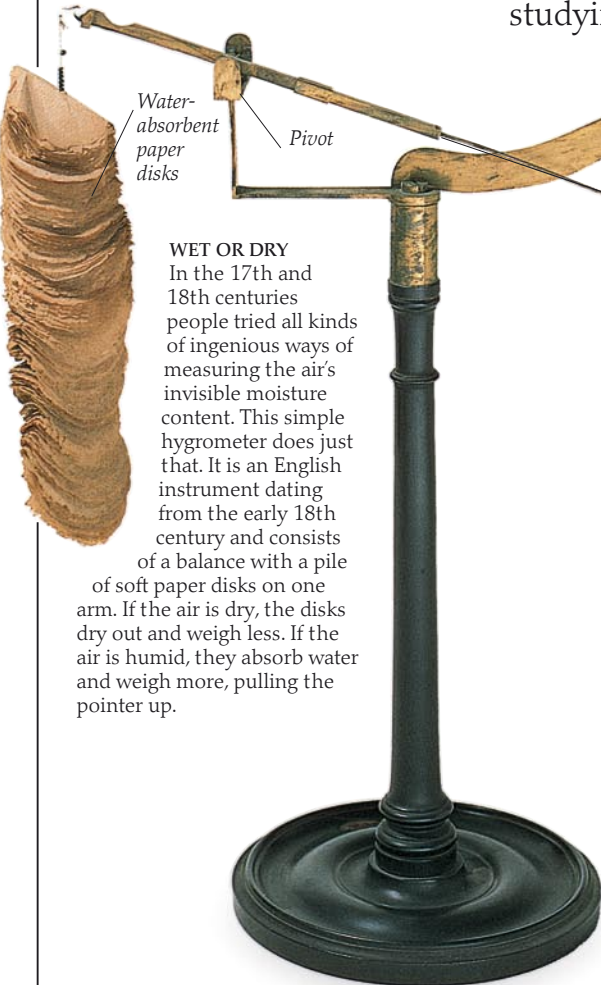 studyin
Water-
absorbent
paper
disks
Pivot
WET OR DRY
In the 17th and
18th centuries
people tried all kinds
of ingenious ways of
measuring the air’s
invisible moisture
content. This simple
hygrometer does just
that. It is an English
instrument dating
from the early 18th
century and consists
of a balance with a pile
of soft paper disks on one
arm. If the air is dry, the disks
dry out and weigh less. If the
air is humid, they absorb water
and weigh more, pulling the
pointer up.